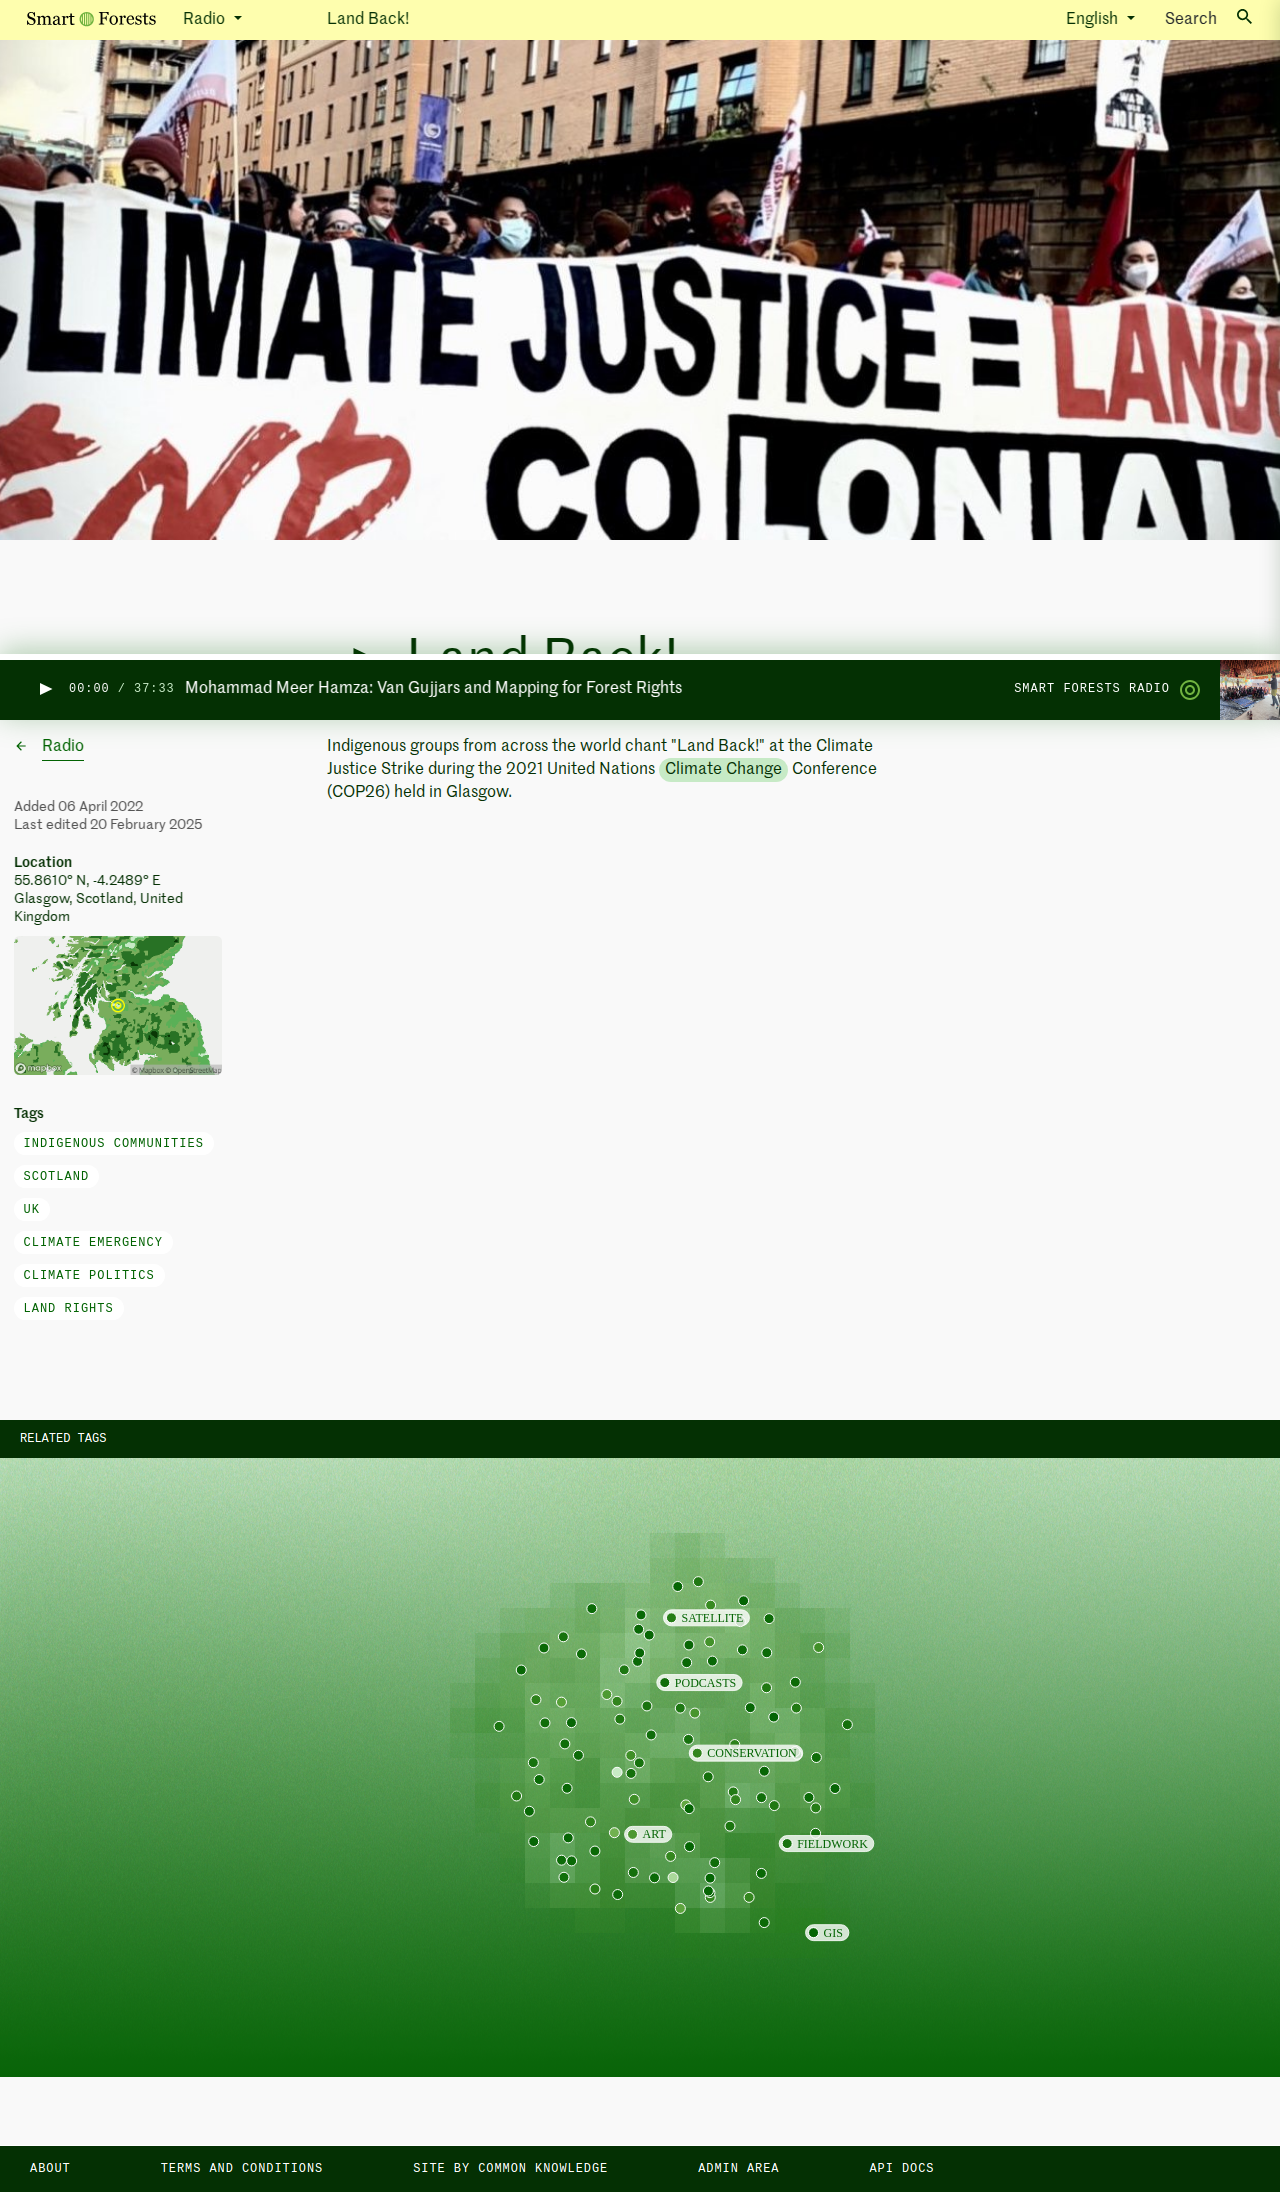 Smart Forests
Radio
Land Back!
English
Search
NO LIFE
CLIMATE JUSTICE = LAND
END
COLONIAL
Land Back!
00:00 / 37:33
Mohammad Meer Hamza: Van Gujjars and Mapping for Forest Rights
SMART FORESTS RADIO
Radio
Indigenous groups from across the world chant "Land Back!" at the Climate
Justice Strike during the 2021 United Nations Climate Change Conference
(COP26) held in Glasgow.
Added 06 April 2022
Last edited 20 February 2025
Location
55.8610° N, -4.2489° E
Glasgow, Scotland, United
Kingdom
mapbox
© Mapbox © OpenStreetMap
Tags
INDIGENOUS COMMUNITIES
SCOTLAND
UK
CLIMATE EMERGENCY
CLIMATE POLITICS
LAND RIGHTS
RELATED TAGS
SATELLITE
PODCASTS
CONSERVATION
ART
FIELDWORK
GIS
ABOUT
TERMS AND CONDITIONS
SITE BY COMMON KNOWLEDGE
ADMIN AREA
API DOCS